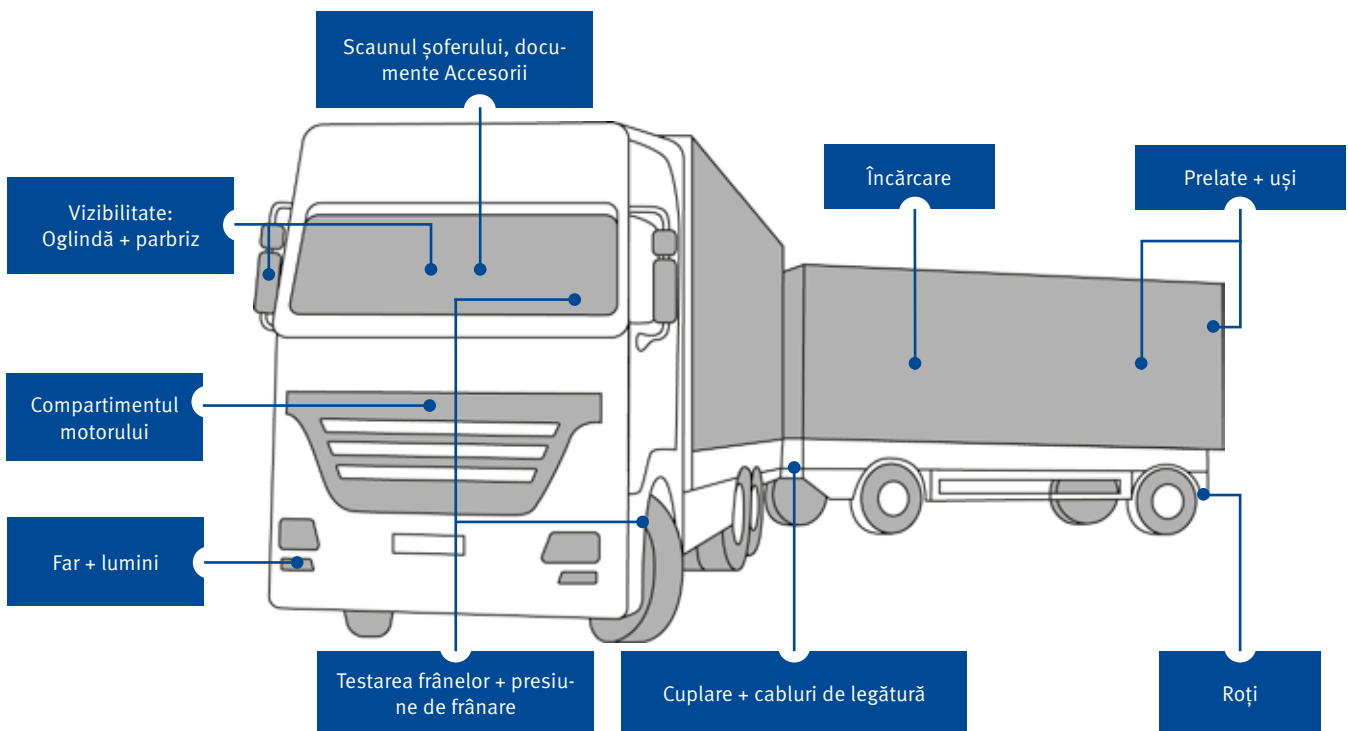 Scaunul șoferului, docu-
mente Accesorii
Încărcare
Prelate + uși
Vizibilitate:
Oglindă + parbriz
Compartimentul
motorului
Far + lumini
Testarea frânelor + presiu-
ne de frânare
Cuplare + cabluri de legătură
Roți